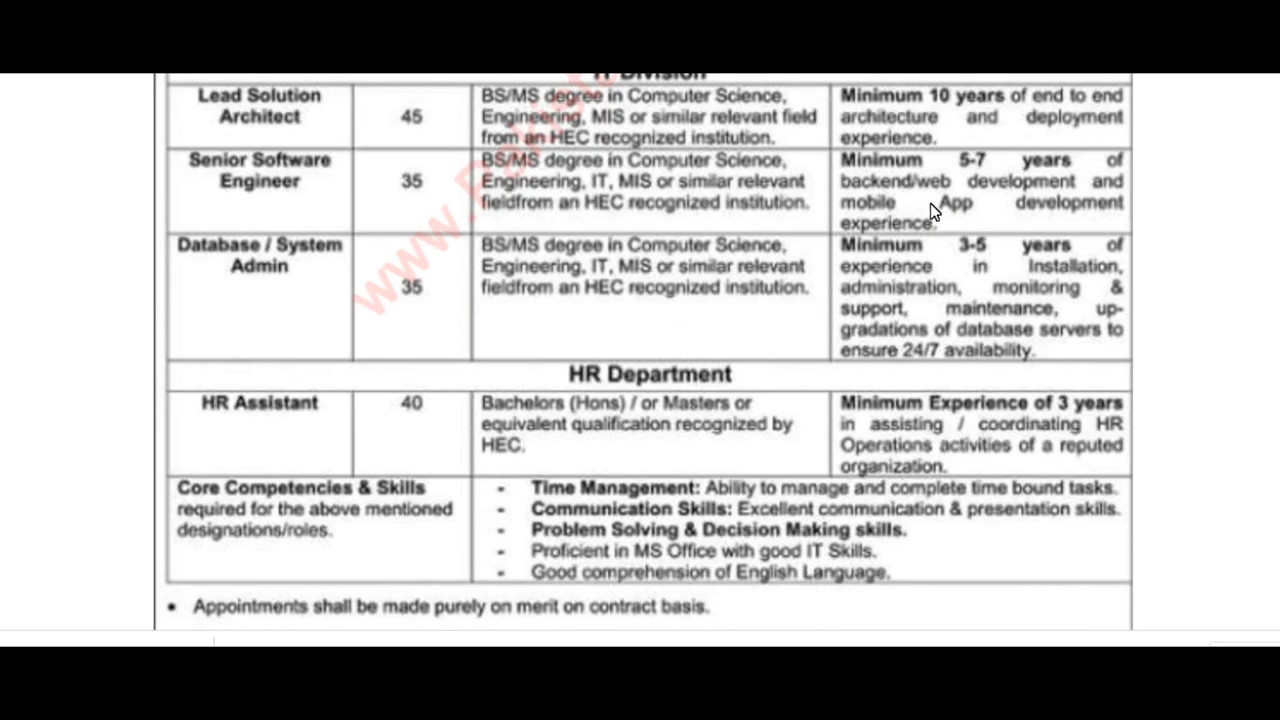 IT Division
Lead Solution
Architect
45
BS/MS degree in Computer Science,
Engineering, MIS or similar relevant field
from an HEC recognized institution.
Minimum 10 years of end to end
architecture and deployment
experience.
Senior Software
Engineer
35
BS/MS degree in Computer Science,
Engineering, IT, MIS or similar relevant
fieldfrom an HEC recognized institution.
Minimum 5-7 years of
backend/web development and
mobile App development
experience.
Database / System
Admin
35
BS/MS degree in Computer Science,
Engineering, IT, MIS or similar relevant
fieldfrom an HEC recognized institution.
Minimum 3-5 years of
experience in Installation,
administration, monitoring &
support, maintenance, up-
gradations of database servers to
ensure 24/7 availability.
HR Department
HR Assistant
40
Bachelors (Hons) / or Masters or
equivalent qualification recognized by
HEC.
Minimum Experience of 3 years
in assisting / coordinating HR
Operations activities of a reputed
organization.
Core Competencies & Skills
required for the above mentioned
designations/roles.
- Time Management: Ability to manage and complete time bound tasks.
- Communication Skills: Excellent communication & presentation skills.
- Problem Solving & Decision Making skills.
- Proficient in MS Office with good IT Skills.
- Good comprehension of English Language.
• Appointments shall be made purely on merit on contract basis.